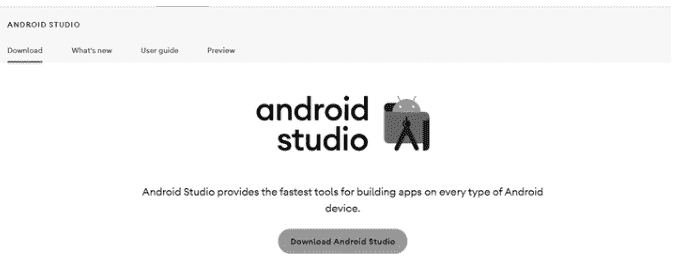 ANDROID STUDIO
Download What's new User guide Preview
android
studio
Android Studio provides the fastest tools for building apps on every type of Android
device.
Download Android Studio